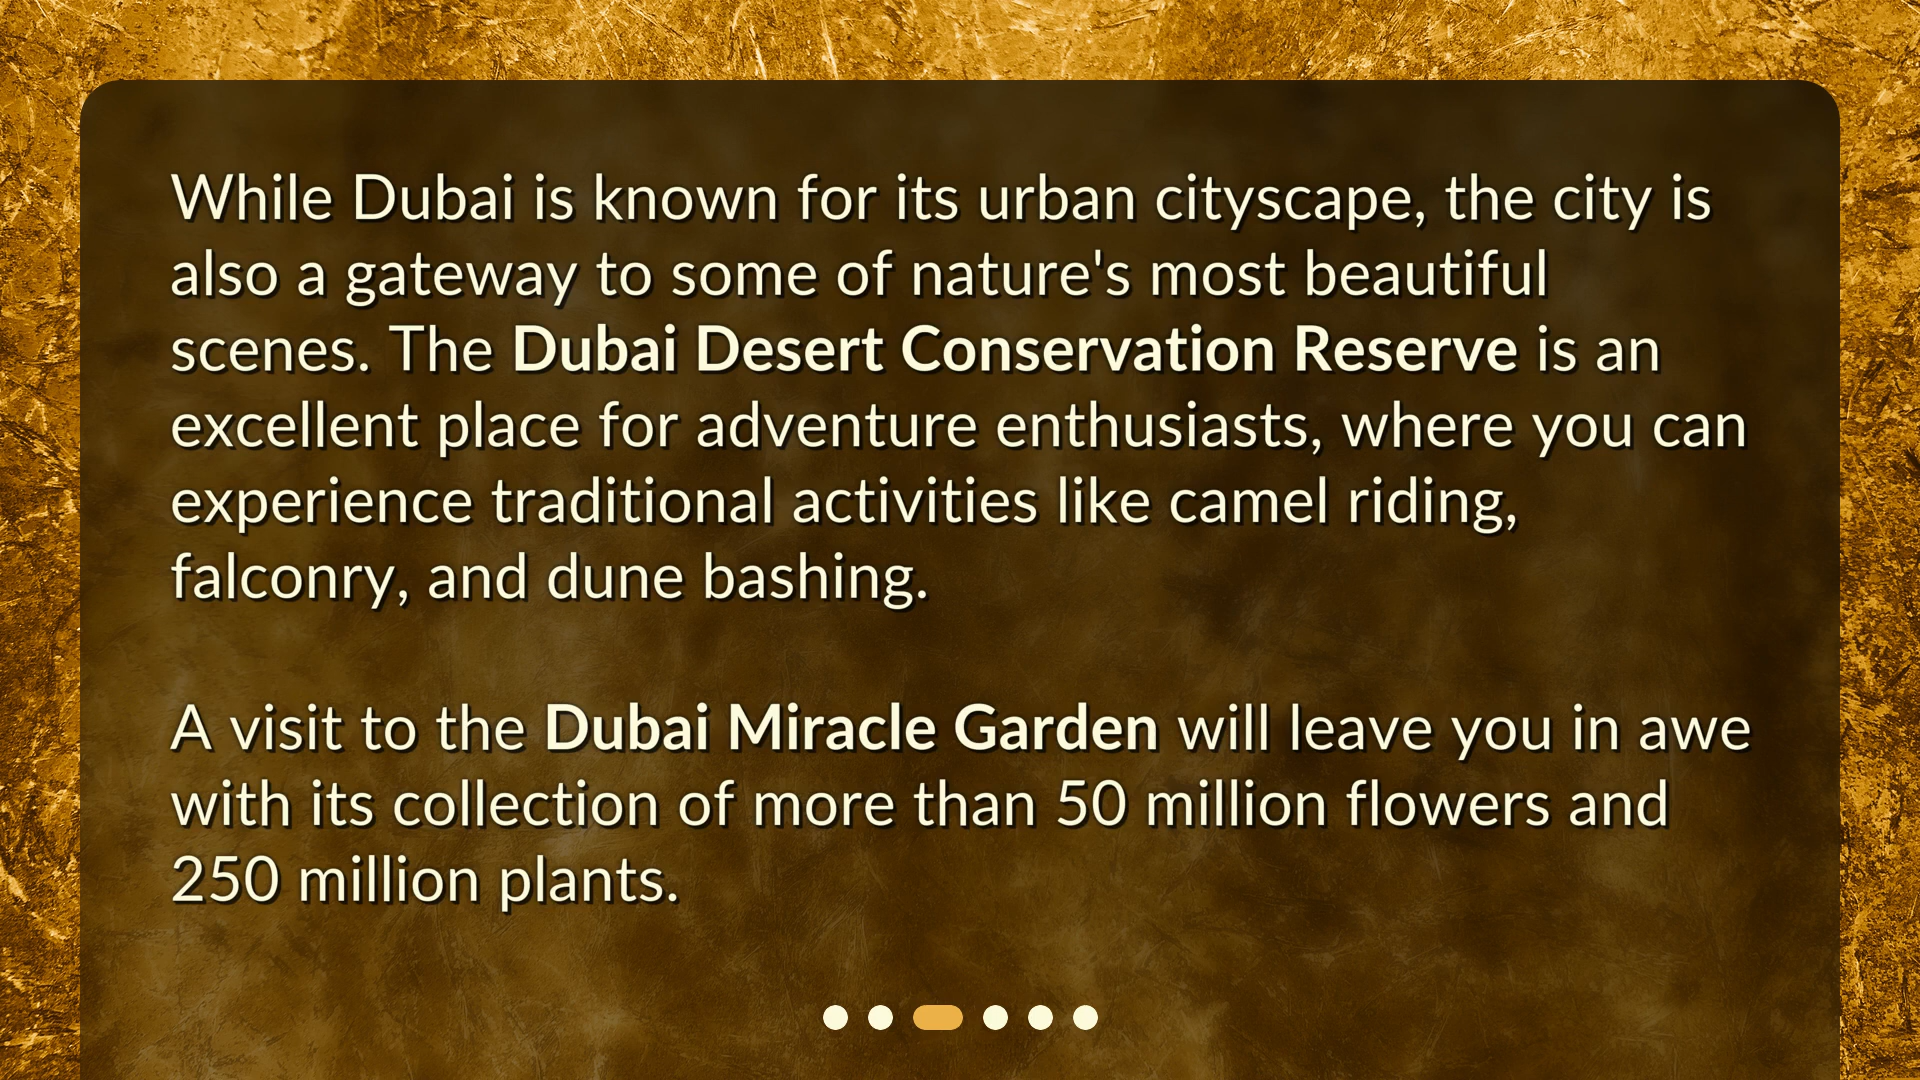 While Dubai is known for its urban cityscape, the city is
also a gateway to some of nature's most beautiful
scenes. The Dubai Desert Conservation Reserve is an
excellent place for adventure enthusiasts, where you can
experience traditional activities like camel riding,
falconry, and dune bashing.
A visit to the Dubai Miracle Garden will leave you in awe
with its collection of more than 50 million flowers and
250 million plants.